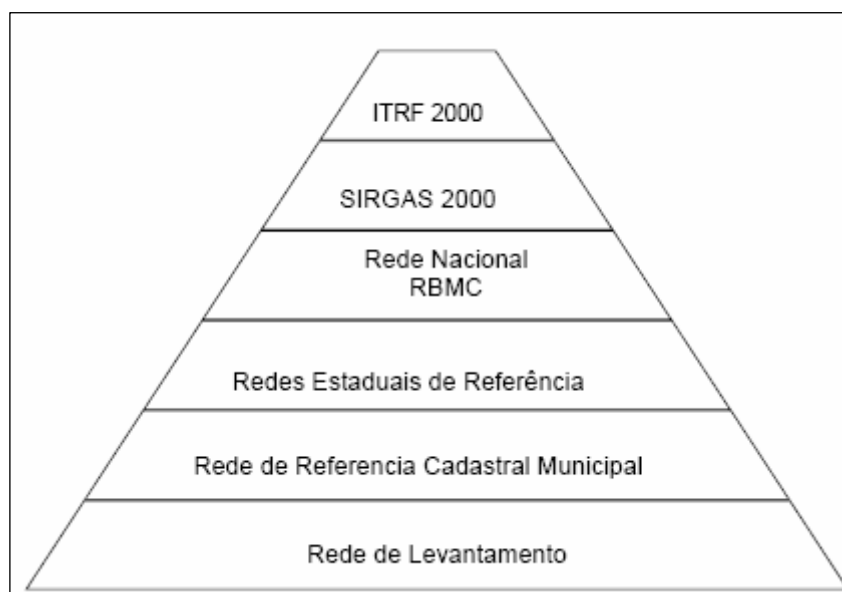 ITRF 2000
SIRGAS 2000
Rede Nacional
RBMC
Redes Estaduais de Referência
Rede de Referencia Cadastral Municipal
Rede de Levantamento